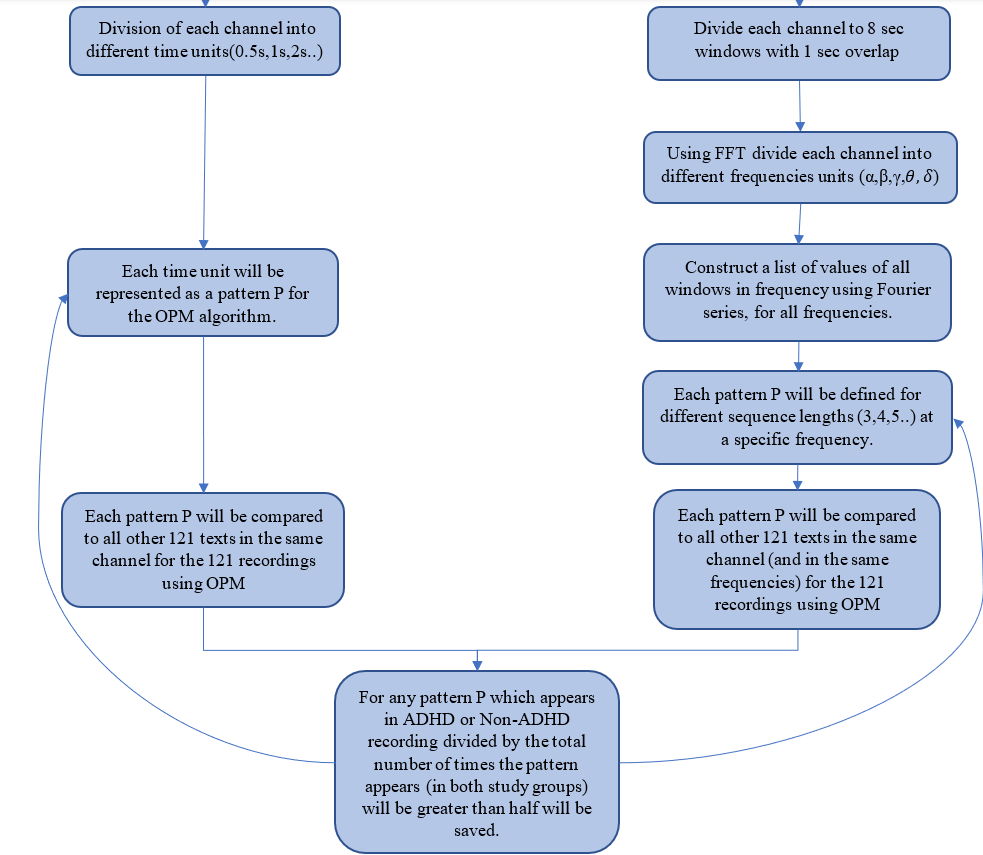 Division of each channel into
different time units(0.5s,1s,2s..)
Each time unit will be
represented as a pattern P for
the OPM algorithm.
Each pattern P will be compared
to all other 121 texts in the same
channel for the 121 recordings
using OPM
Divide each channel to 8 sec
windows with 1 sec overlap
Using FFT divide each channel into
different frequencies units (α,β,γ,θ, δ)
Construct a list of values of all
windows in frequency using Fourier
series, for all frequencies.
Each pattern P will be defined for
different sequence lengths (3,4,5..) at
a specific frequency.
Each pattern P will be compared
to all other 121 texts in the same
channel (and in the same
frequencies) for the 121
recordings using OPM
For any pattern P which appears
in ADHD or Non-ADHD
recording divided by the total
number of times the pattern
appears (in both study groups)
will be greater than half will be
saved.